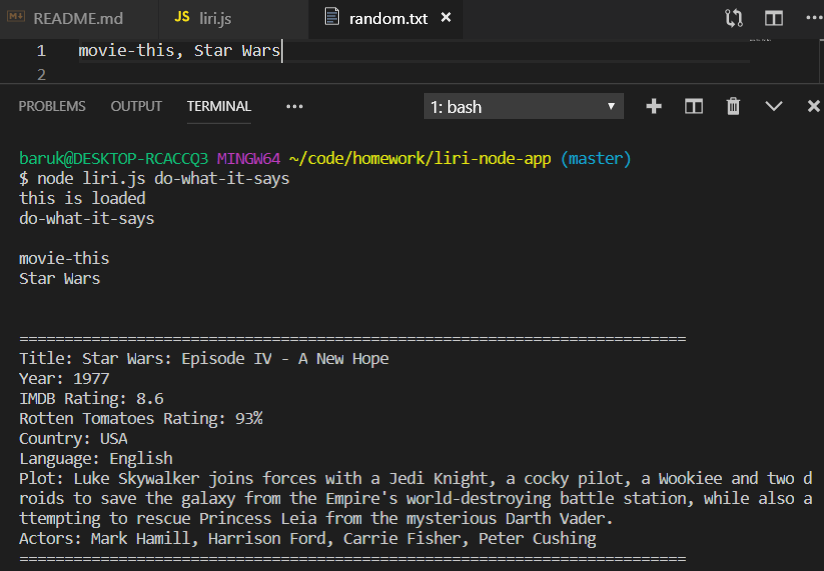 README.md JS liri.js random.txt ×
1 movie-this, Star Wars
2
PROBLEMS OUTPUT TERMINAL ••• 1: bash
baruk@DESKTOP-RCACCQ3 MINGW64 ~/code/homework/liri-node-app (master)
$ node liri.js do-what-it-says
this is loaded
do-what-it-says
movie-this
Star Wars
==========================================================================
Title: Star Wars: Episode IV - A New Hope
Year: 1977
IMDB Rating: 8.6
Rotten Tomatoes Rating: 93%
Country: USA
Language: English
Plot: Luke Skywalker joins forces with a Jedi Knight, a cocky pilot, a Wookiee and two d
roids to save the galaxy from the Empire's world-destroying battle station, while also a
ttempting to rescue Princess Leia from the mysterious Darth Vader.
Actors: Mark Hamill, Harrison Ford, Carrie Fisher, Peter Cushing
==========================================================================